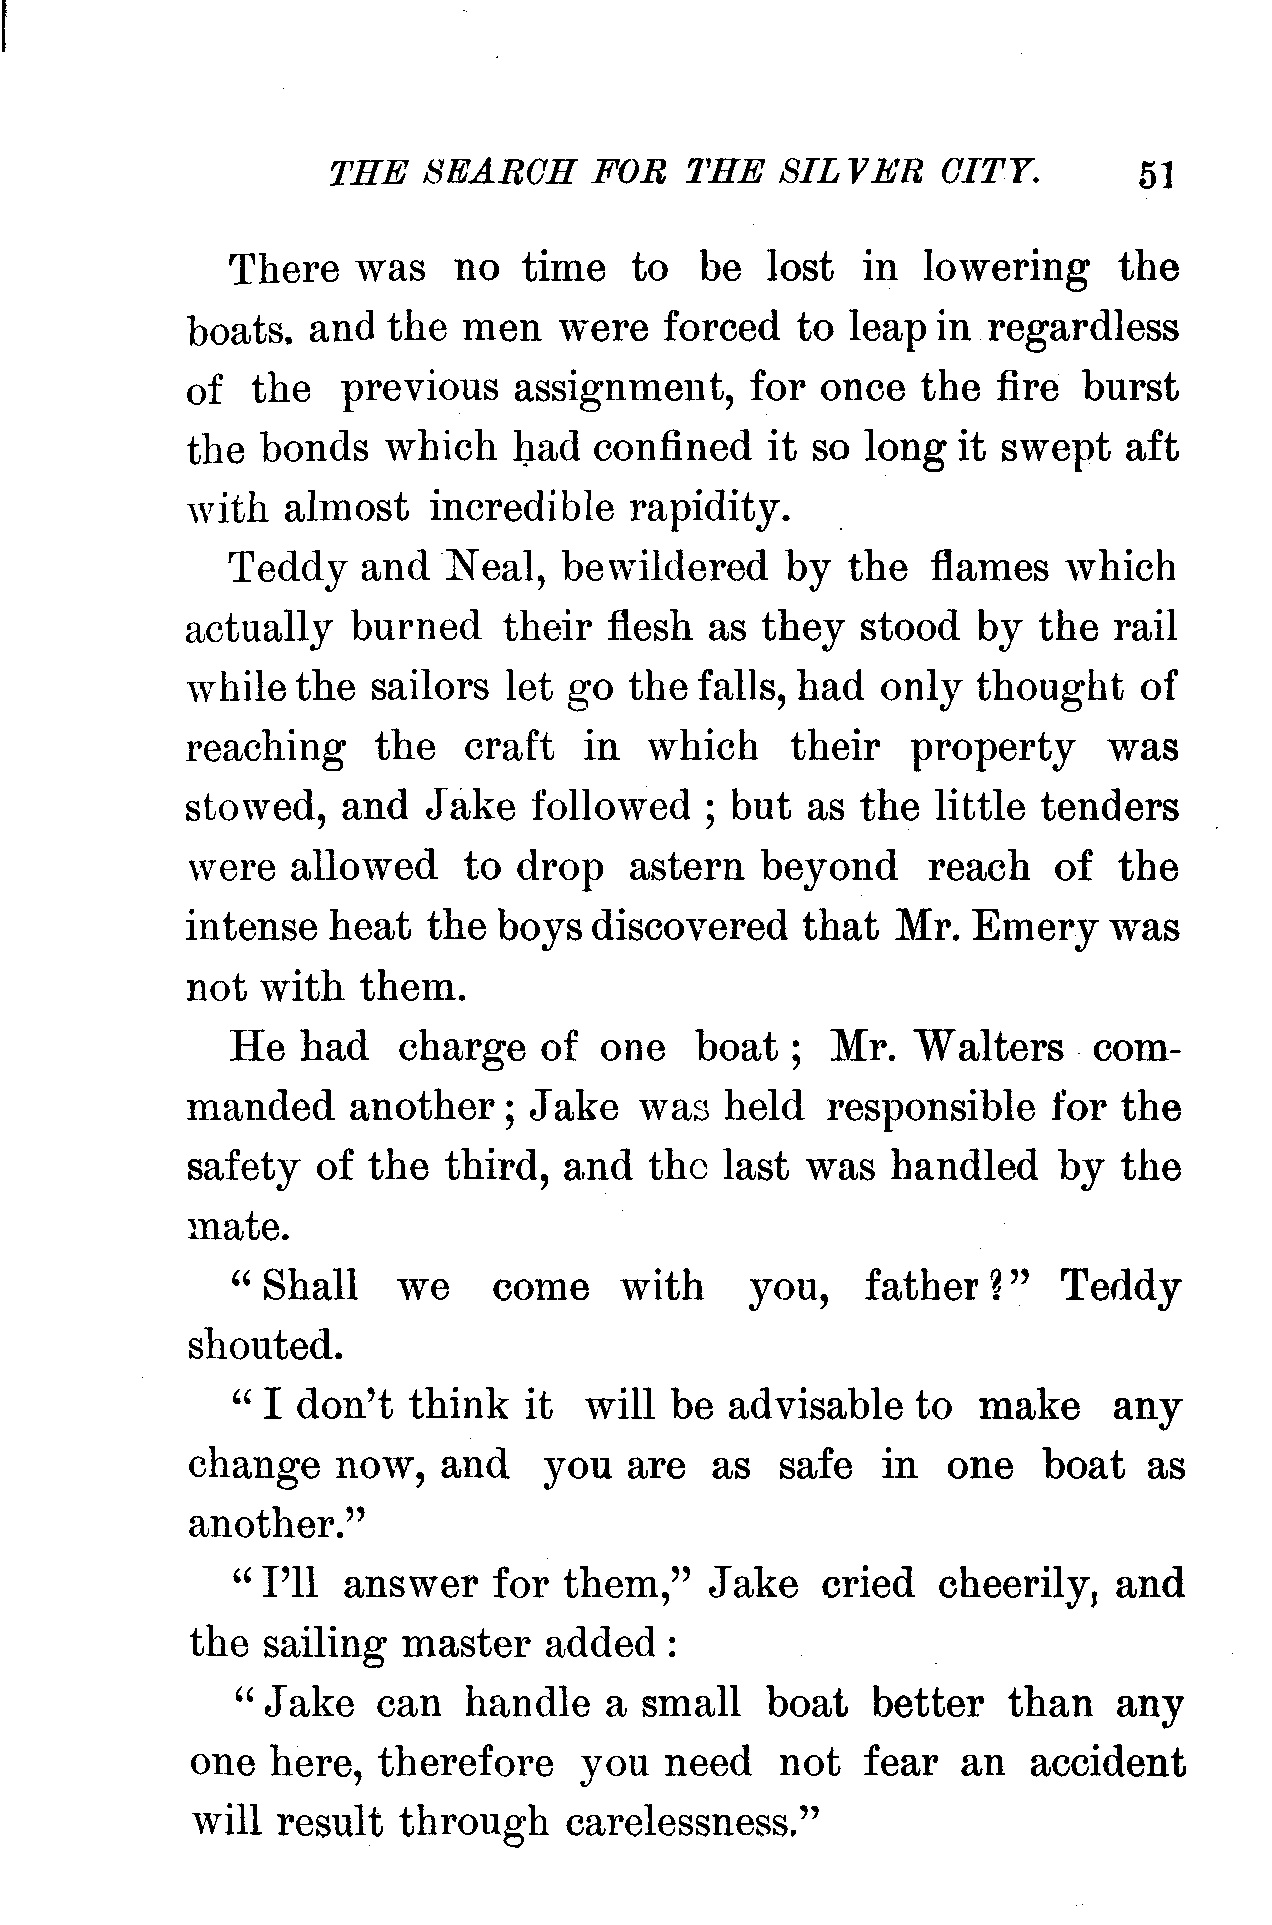 THE SEARCH FOR THE SILVER CITY. 51
There was no time to be lost in lowering the
boats. and the men were forced to leap in regardless
of the previous assignment, for once the fire burst
the bonds which had confined it so long it swept aft
with almost incredible rapidity.
Teddy and Neal, bewildered by the flames which
actually burned their flesh as they stood by the rail
while the sailors let go the falls, had only thought of
reaching the craft in which their property was
stowed, and Jake followed ; but as the little tenders
were allowed to drop astern beyond reach of the
intense heat the boys discovered that Mr. Emery was
not with them.
He had charge of one boat ; Mr. Walters com-
manded another ; Jake was held responsible for the
safety of the third, and the last was handled by the
mate.
“ Shall we come with you, father ?” Teddy
shouted.
“ I don’t think it will be advisable to make any
change now, and you are as safe in one boat as
another.”
“ I’ll answer for them,” Jake cried cheerily, and
the sailing master added :
“ Jake can handle a small boat better than any
one here, therefore you need not fear an accident
will result through carelessness.”